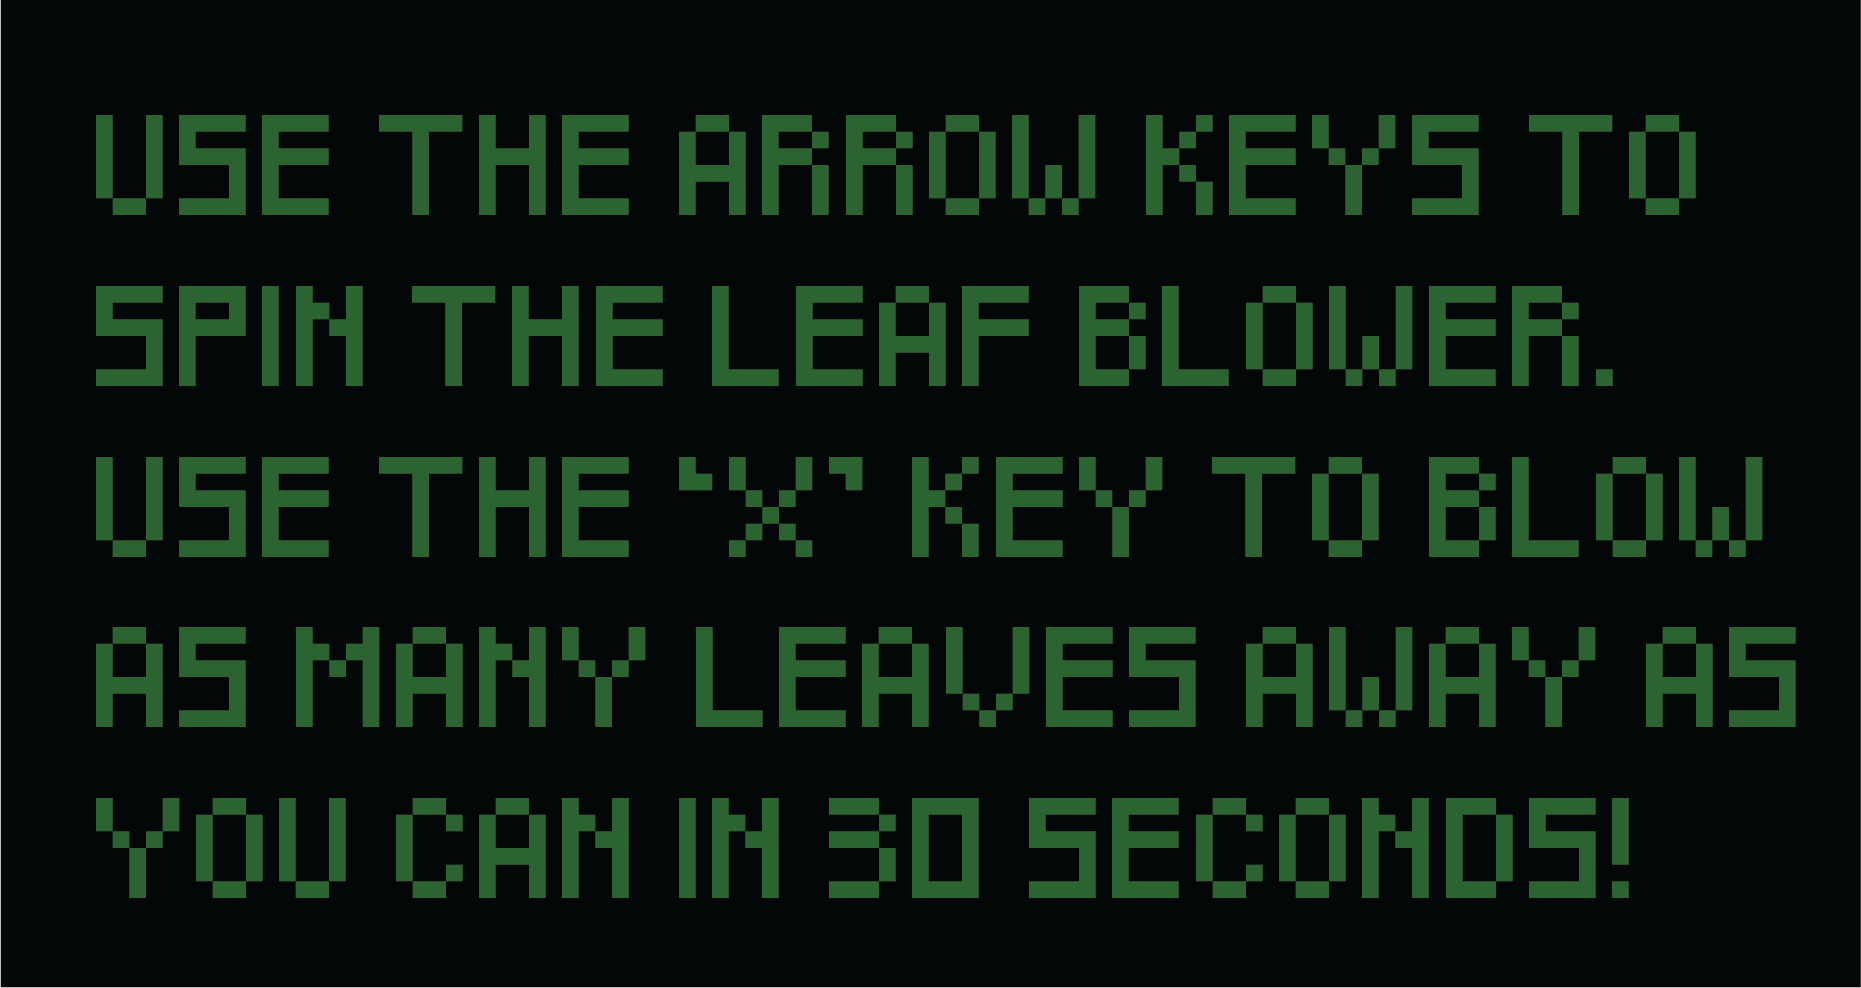 USE THE ARROW KEYS TO
SPIN THE LEAF BLOWER.
USE THE 'X' KEY TO BLOW
AS MANY LEAVES AWAY AS
YOU CAN IN 30 SECONDS!